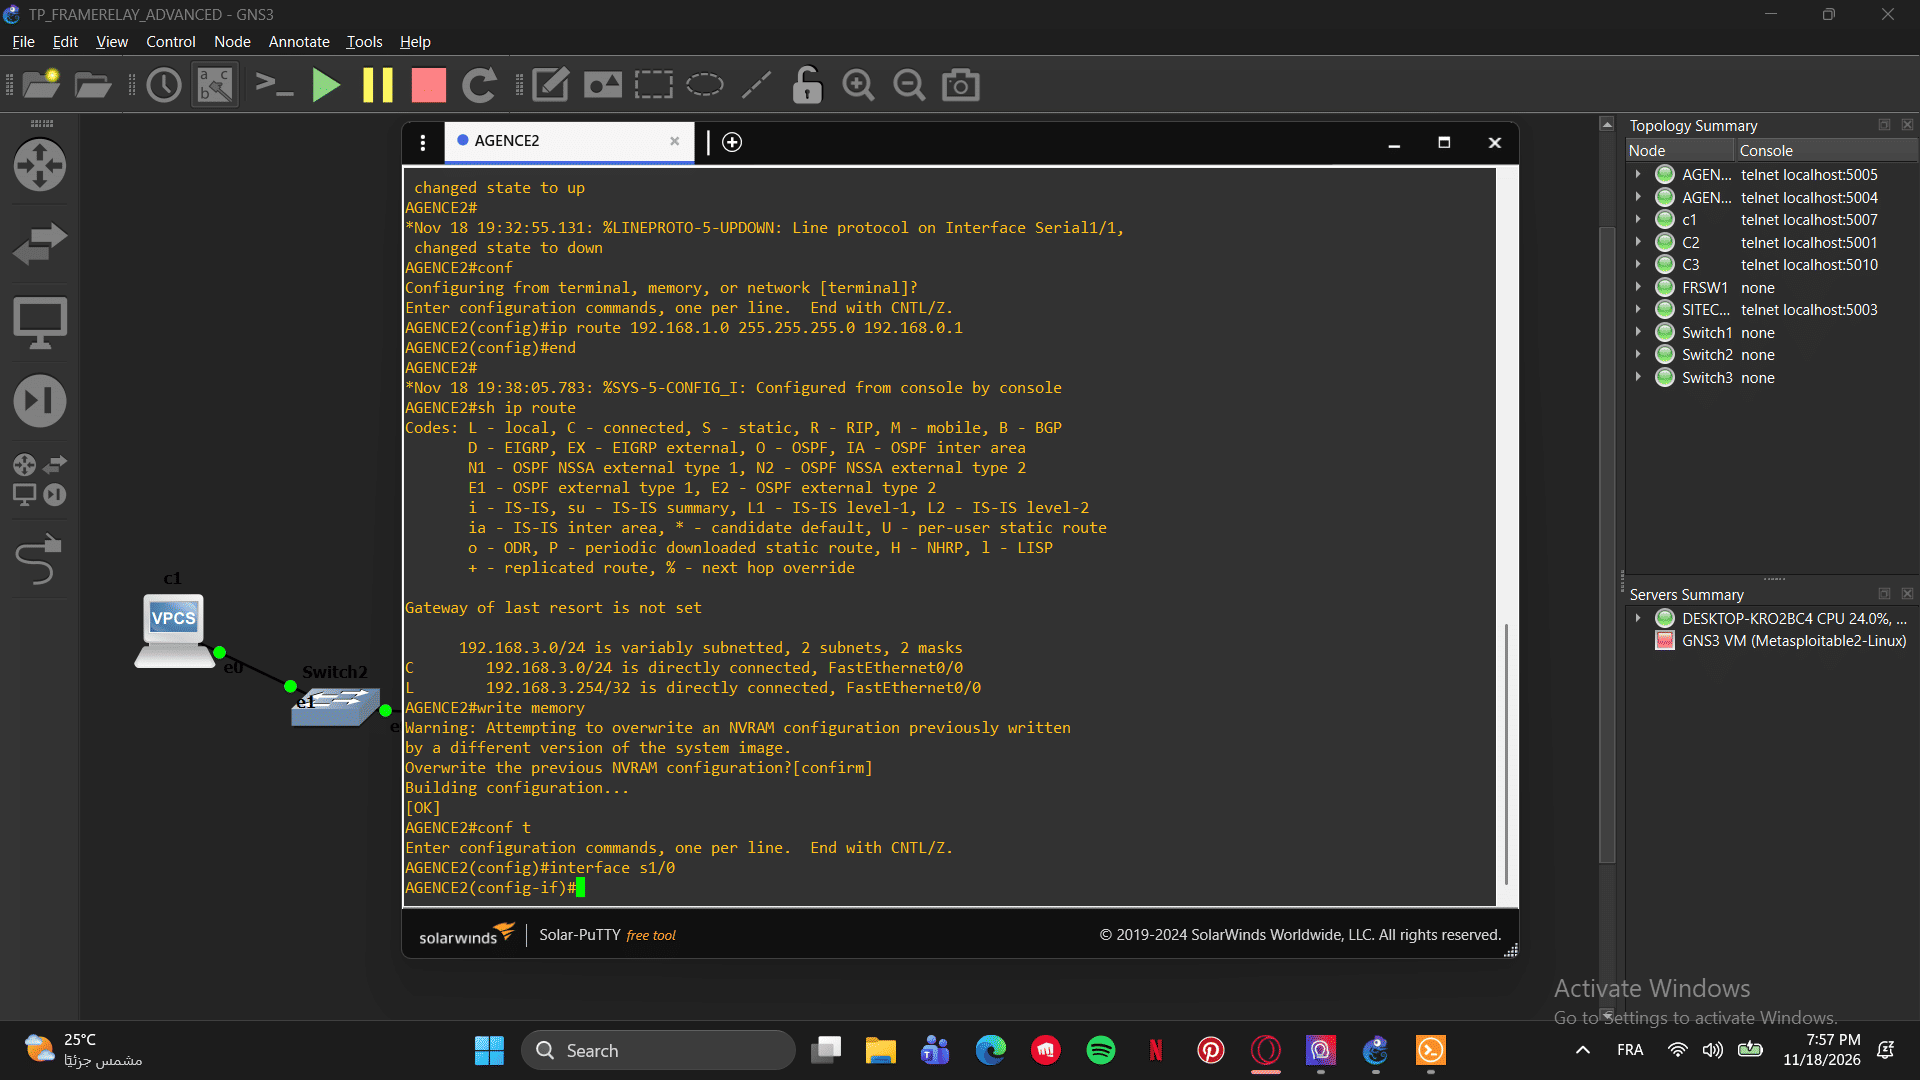 TP_FRAMERELAY_ADVANCED - GNS3
File Edit View Control Node Annotate Tools Help
AGENCE2
changed state to up
AGENCE2#
*Nov 18 19:32:55.131: %LINEPROTO-5-UPDOWN: Line protocol on Interface Serial1/1,
changed state to down
AGENCE2#conf
Configuring from terminal, memory, or network [terminal]?
Enter configuration commands, one per line.  End with CNTL/Z.
AGENCE2(config)#ip route 192.168.1.0 255.255.255.0 192.168.0.1
AGENCE2(config)#end
AGENCE2#
*Nov 18 19:38:05.783: %SYS-5-CONFIG_I: Configured from console by console
AGENCE2#sh ip route
Codes: L - local, C - connected, S - static, R - RIP, M - mobile, B - BGP
D - EIGRP, EX - EIGRP external, O - OSPF, IA - OSPF inter area
N1 - OSPF NSSA external type 1, N2 - OSPF NSSA external type 2
E1 - OSPF external type 1, E2 - OSPF external type 2
i - IS-IS, su - IS-IS summary, L1 - IS-IS level-1, L2 - IS-IS level-2
ia - IS-IS inter area, * - candidate default, U - per-user static route
o - ODR, P - periodic downloaded static route, H - NHRP, l - LISP
+ - replicated route, % - next hop override
Gateway of last resort is not set
192.168.3.0/24 is variably subnetted, 2 subnets, 2 masks
C 192.168.3.0/24 is directly connected, FastEthernet0/0
L 192.168.3.254/32 is directly connected, FastEthernet0/0
AGENCE2#write memory
Warning: Attempting to overwrite an NVRAM configuration previously written
by a different version of the system image.
Overwrite the previous NVRAM configuration?[confirm]
Building configuration...
[OK]
AGENCE2#conf t
Enter configuration commands, one per line.  End with CNTL/Z.
AGENCE2(config)#interface s1/0
AGENCE2(config-if)#
solarwinds Solar-PuTTY free tool © 2019-2024 SolarWinds Worldwide, LLC. All rights reserved.
c1
VPCS
e0
Switch2
e1
e
Topology Summary
Node Console
AGEN... telnet localhost:5005
AGEN... telnet localhost:5004
c1 telnet localhost:5007
C2 telnet localhost:5001
C3 telnet localhost:5010
FRSW1 none
SITEC... telnet localhost:5003
Switch1 none
Switch2 none
Switch3 none
Servers Summary
DESKTOP-KRO2BC4 CPU 24.0%, ...
GNS3 VM (Metasploitable2-Linux)
Activate Windows
Go to Settings to activate Windows.
25°C
مشمس جزئيًا
Search
FRA
7:57 PM
11/18/2026